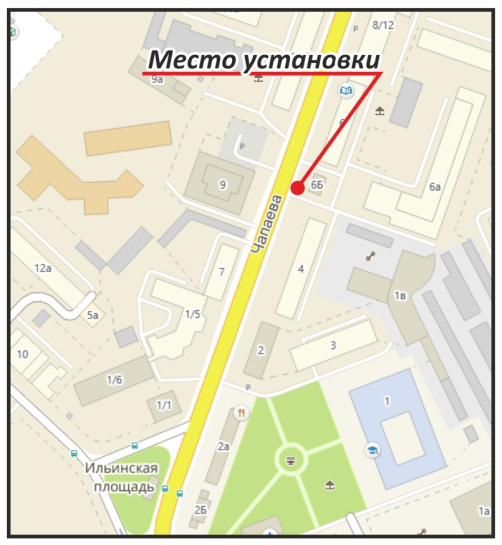 8/12
Место установки
9а
Р
6
Р
9
6Б
6а
Чапаева
12а
7
4
5а
1/5
1в
10
2
3
1/6
Р
1/1
1
2а
Ильинская
площадь
2Б
1а